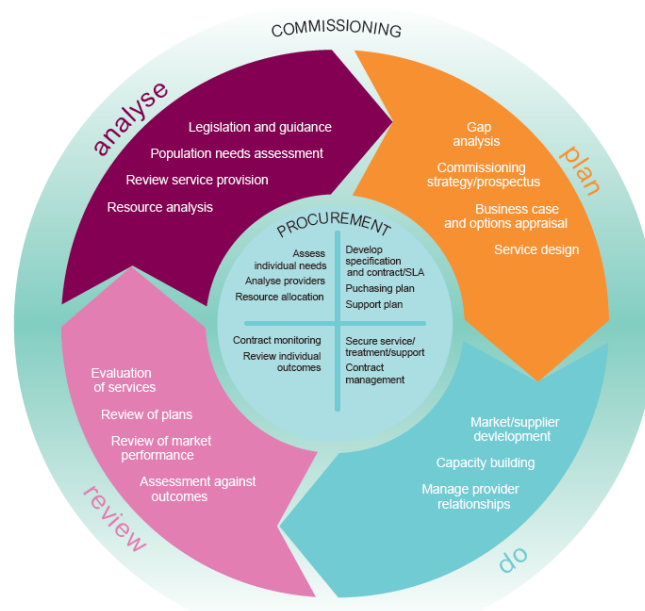 COMMISSIONING
analyse
Legislation and guidance
Population needs assessment
Review service provision
Resource analysis
plan
Gap
analysis
Commissioning
strategy/prospectus
Business case
and options appraisal
Service design
PROCUREMENT
Assess
individual needs
Analyse providers
Resource allocation
Develop
specification
and contract/SLA
Puchasing plan
Support plan
Contract monitoring
Review individual
outcomes
Secure service/
treatment/support
Contract
management
do
Market/supplier
dlevelopment
Capacity building
Manage provider
relationships
review
Evaluation
of services
Review of plans
Review of market
performance
Assessment against
outcomes